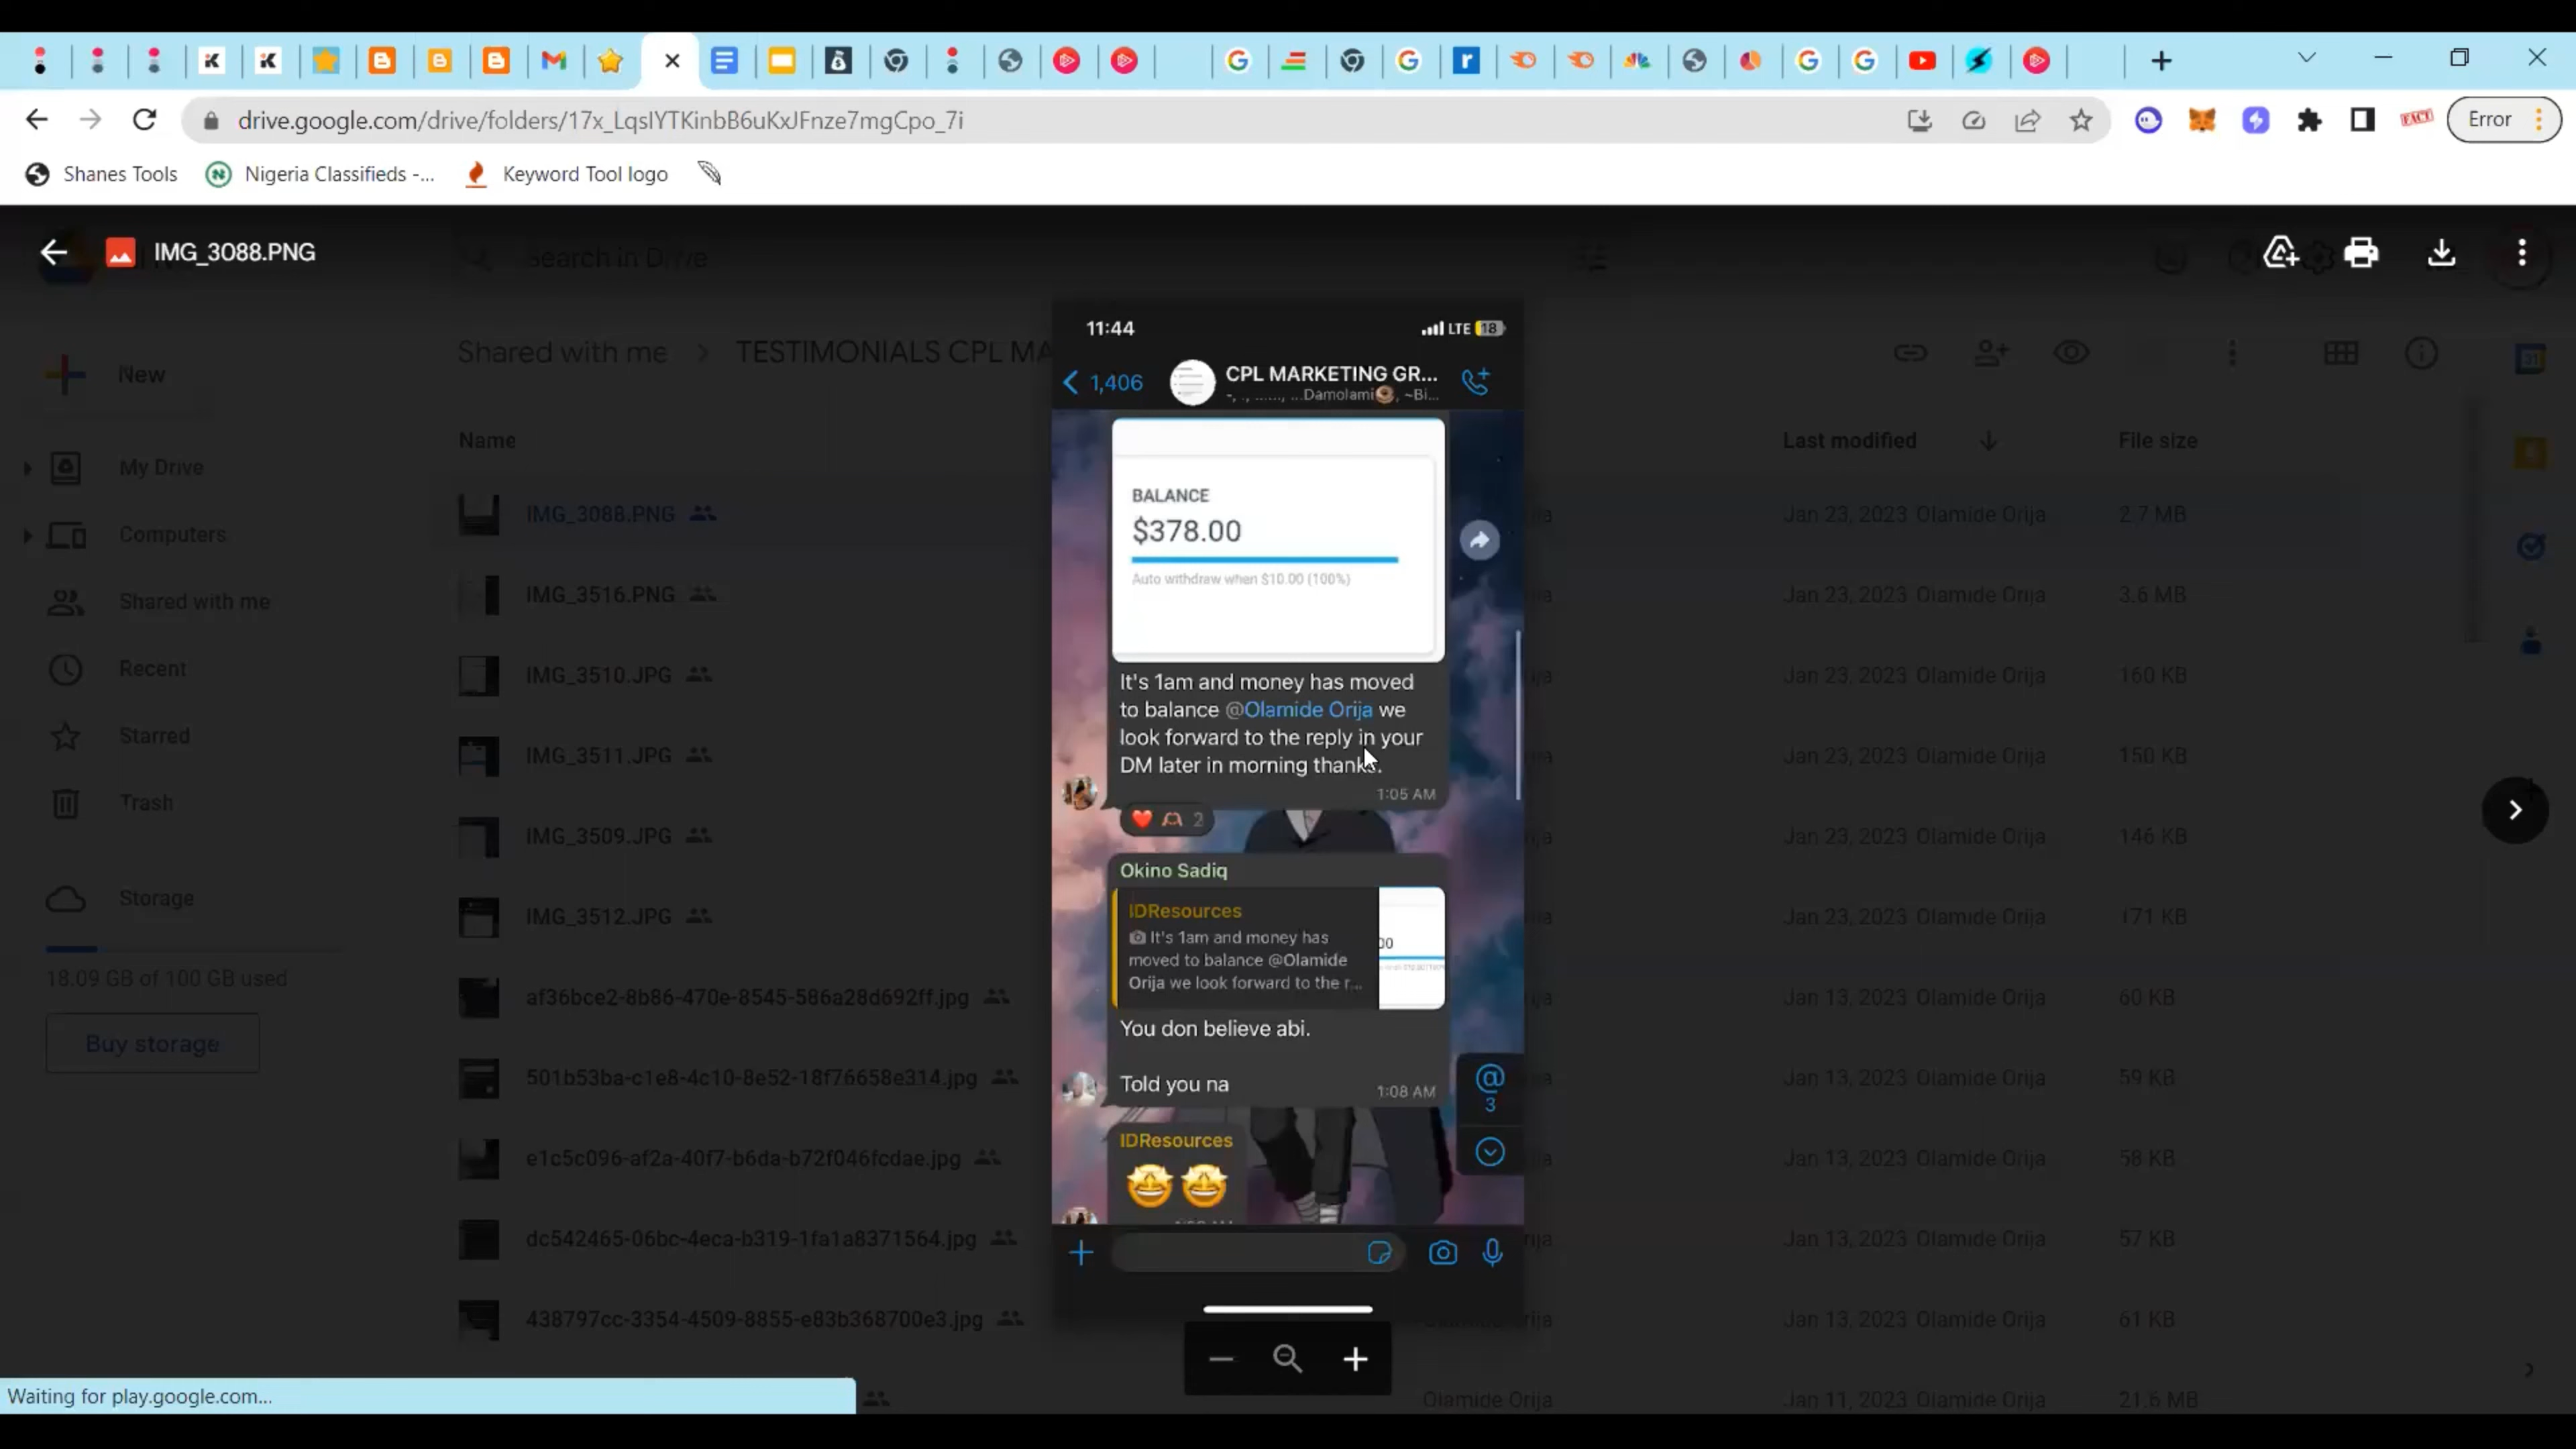 drive.google.com/drive/folders/17x_LqsIYTKinbB6uKxJFnze7mgCpo_7i
Error
Shanes Tools
Nigeria Classifieds -...
Keyword Tool logo
FACT
IMG_3088.PNG
Search in Drive
Shared with me > TESTIMONIALS CPL MA
New
Name
Last modified
File size
My Drive
Computers
Shared with me
Recent
Starred
Trash
Storage
18.09 GB of 100 GB used
Buy storage
IMG_3088.PNG
Jan 23, 2023 Olamide Orija
2.7 MB
IMG_3516.PNG
Jan 23, 2023 Olamide Orija
3.6 MB
IMG_3510.JPG
Jan 23, 2023 Olamide Orija
160 KB
IMG_3511.JPG
Jan 23, 2023 Olamide Orija
150 KB
IMG_3509.JPG
Jan 23, 2023 Olamide Orija
146 KB
IMG_3512.JPG
Jan 23, 2023 Olamide Orija
171 KB
af36bce2-8b86-470e-8545-586a28d692ff.jpg
Jan 13, 2023 Olamide Orija
60 KB
501b53ba-c1e8-4c10-8e52-18f76658e314.jpg
Jan 13, 2023 Olamide Orija
59 KB
e1c5c096-af2a-40f7-b6da-b72f046fcdae.jpg
Jan 13, 2023 Olamide Orija
58 KB
dc542465-06bc-4eca-b319-1fa1a8371564.jpg
Jan 13, 2023 Olamide Orija
57 KB
438797cc-3354-4509-8855-e83b368700e3.jpg
Jan 13, 2023 Olamide Orija
61 KB
Olamide Orija
Jan 11, 2023 Olamide Orija
21.6 MB
11:44
LTE 18
1,406
CPL MARKETING GR...
Damolami🍩, ~Bi...
BALANCE
$378.00
Auto withdraw when $10.00 (100%)
It's 1am and money has moved
to balance @Olamide Orija we
look forward to the reply in your
DM later in morning thanks.
1:05 AM
2
Okino Sadiq
IDResources
It's 1am and money has
moved to balance @Olamide
Orija we look forward to the r...
You don believe abi.
Told you na
1:08 AM
@
3
IDResources
Waiting for play.google.com...